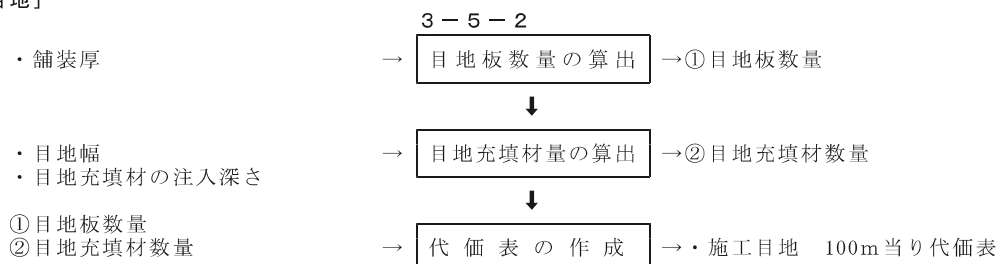 目地」
3-5-2
・舗装厚 → 目地板数量の算出 →①目地板数量
⬇
・目地幅 → 目地充填材量の算出 →②目地充填材数量
・目地充填材の注入深さ
⬇
①目地板数量
②目地充填材数量 → 代価表の作成 →・施工目地 100m当り代価表